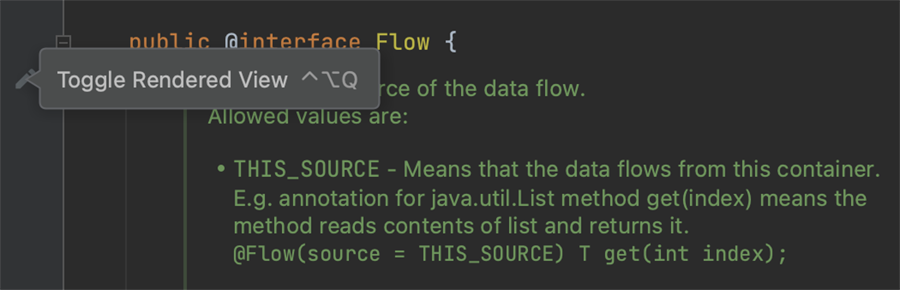 public @interface Flow {
Toggle Rendered View ⌃⌥Q
rce of the data flow.
Allowed values are:
• THIS_SOURCE - Means that the data flows from this container.
E.g. annotation for java.util.List method get(index) means the
method reads contents of list and returns it.
@Flow(source = THIS_SOURCE) T get(int index);